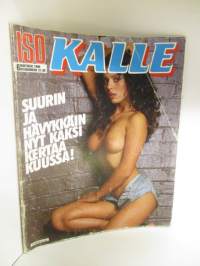 ISO
KALLE
SUURIN
JA
HÄVYKKÄIN
NYT KAKSI
KERTAA
KUUSSA!